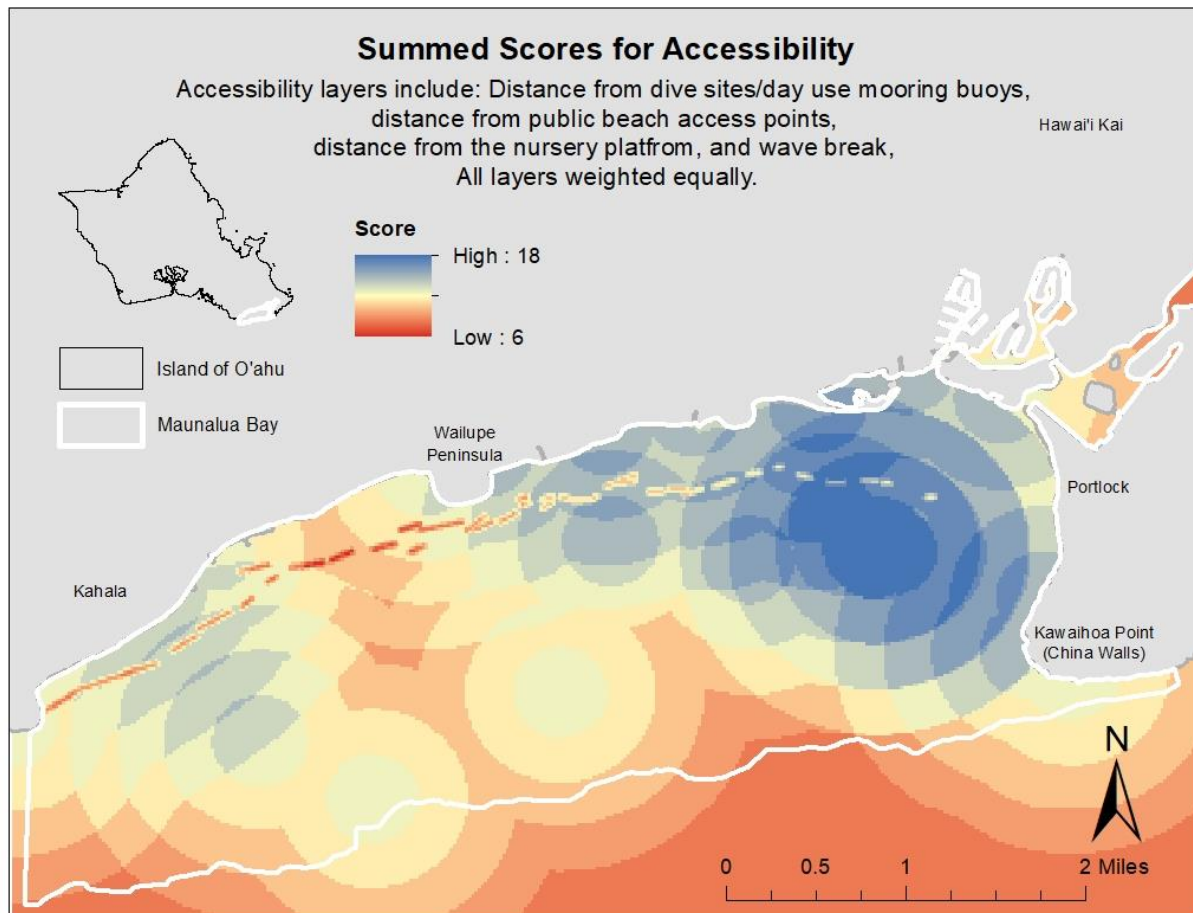 Summed Scores for Accessibility
Accessibility layers include: Distance from dive sites/day use mooring buoys,
distance from public beach access points,
distance from the nursery platfrom, and wave break,
All layers weighted equally.
Hawai'i Kai
Score
High : 18
Low : 6
Island of O'ahu
Maunalua Bay
Wailupe
Peninsula
Portlock
Kahala
Kawaihoa Point
(China Walls)
N
0 0.5 1 2 Miles